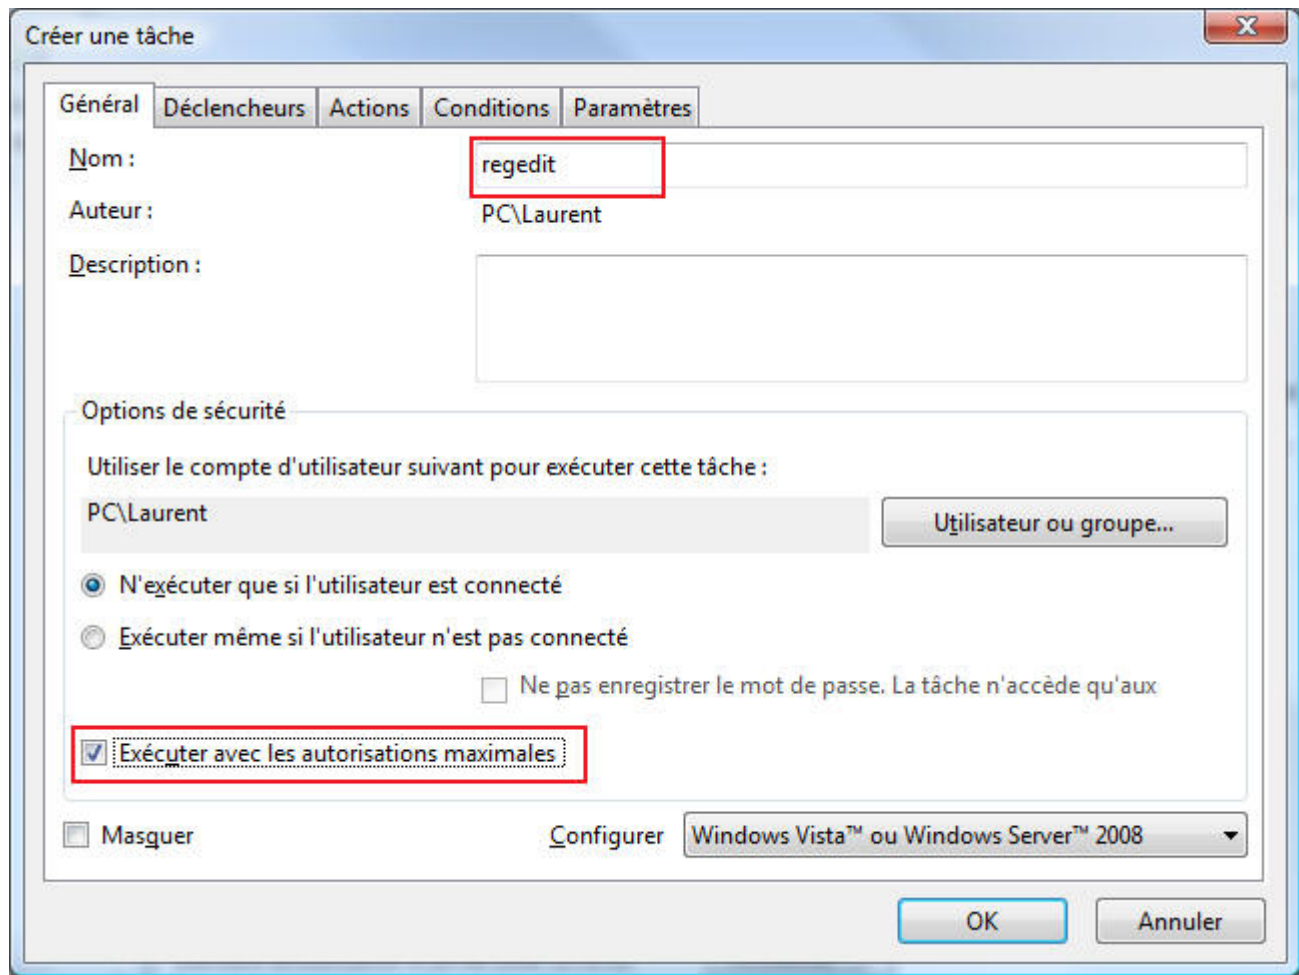 Créer une tâche
Général Déclencheurs Actions Conditions Paramètres
Nom : regedit
Auteur : PC\Laurent
Description :
Options de sécurité
Utiliser le compte d'utilisateur suivant pour exécuter cette tâche :
PC\Laurent Utilisateur ou groupe...
N'exécuter que si l'utilisateur est connecté
Exécuter même si l'utilisateur n'est pas connecté
Ne pas enregistrer le mot de passe. La tâche n'accède qu'aux
Exécuter avec les autorisations maximales
Masquer Configurer Windows Vista™ ou Windows Server™ 2008
OK Annuler